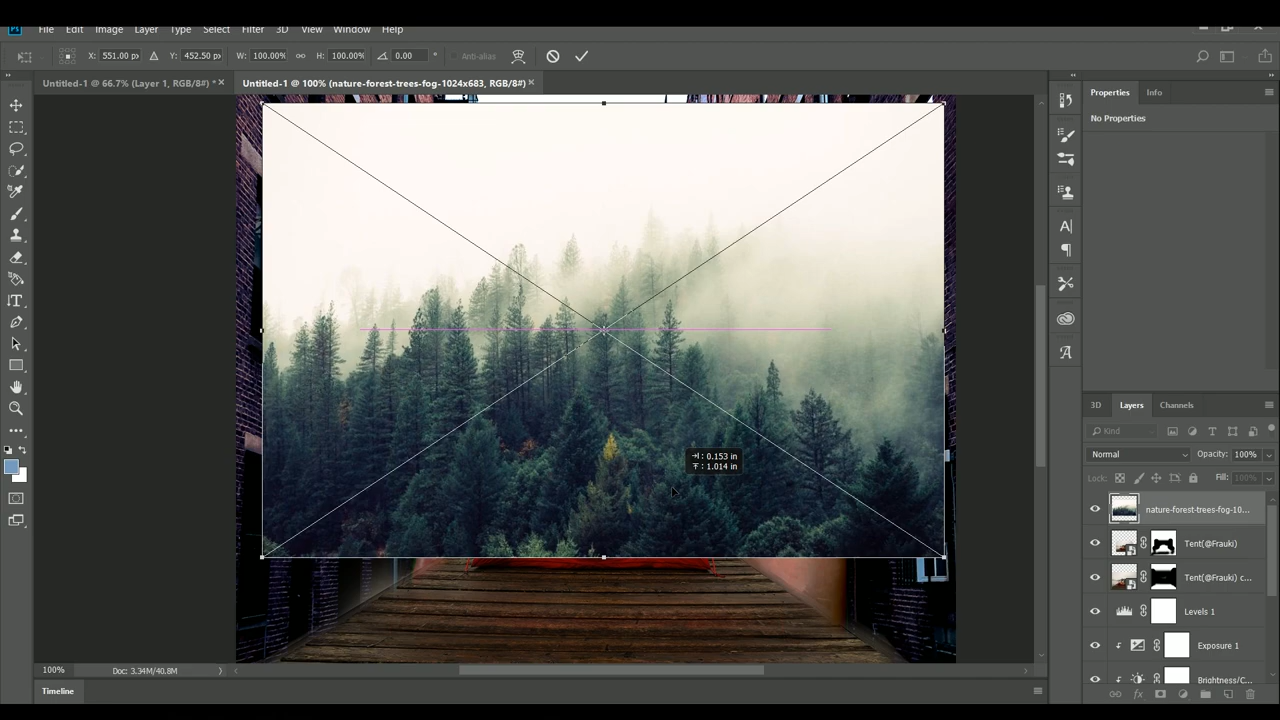 Ps File Edit Image Layer Type Select Filter 3D View Window Help
X: 551.00 px Y: 452.50 px W: 100.00% H: 100.00% 0.00 ° Anti-alias
Untitled-1 @ 66.7% (Layer 1, RGB/8#) * Untitled-1 @ 100% (nature-forest-trees-fog-1024x683, RGB/8#)
Properties Info
No Properties
: 0.153 in
: 1.014 in
3D Layers Channels
Kind
Normal Opacity: 100%
Lock: Fill: 100%
nature-forest-trees-fog-10...
Tent(@Frauki)
Tent(@Frauki) c...
Levels 1
Exposure 1
Brightness/C...
fx
100% Doc: 3.34M/40.8M
Timeline